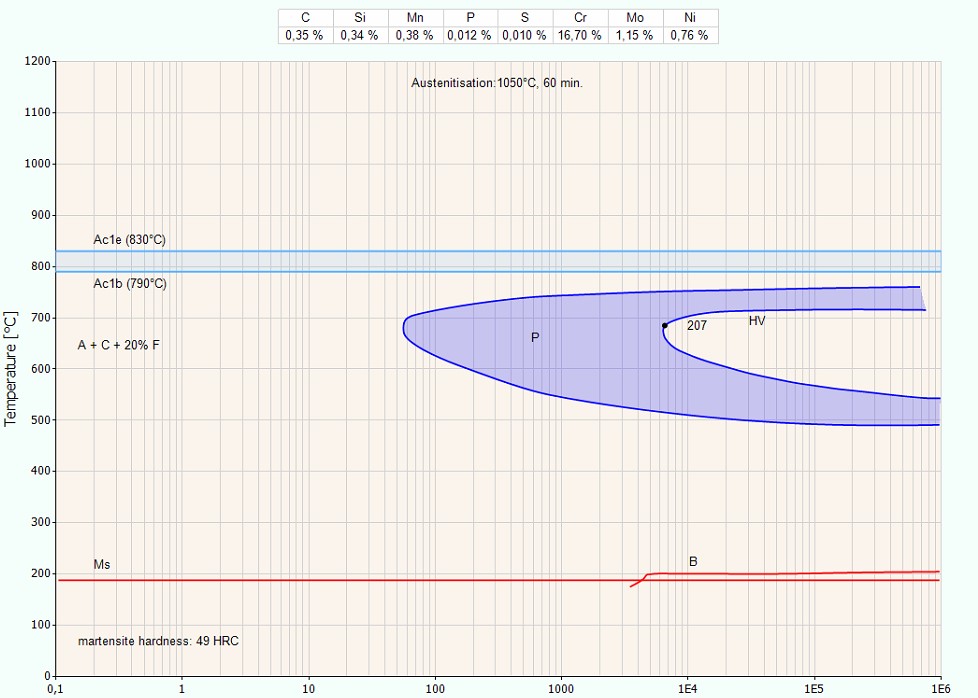 C Si Mn P S Cr Mo Ni
0,35 % 0,34 % 0,38 % 0,012 % 0,010 % 16,70 % 1,15 % 0,76 %
1200
Austenitisation:1050°C, 60 min.
1100
1000
900
Ac1e (830°C)
800
Ac1b (790°C)
700
207 HV
P
A + C + 20% F
600
500
400
300
Ms
B
200
100
martensite hardness: 49 HRC
0
Temperature [°C]
0,1 1 10 100 1000 1E4 1E5 1E6